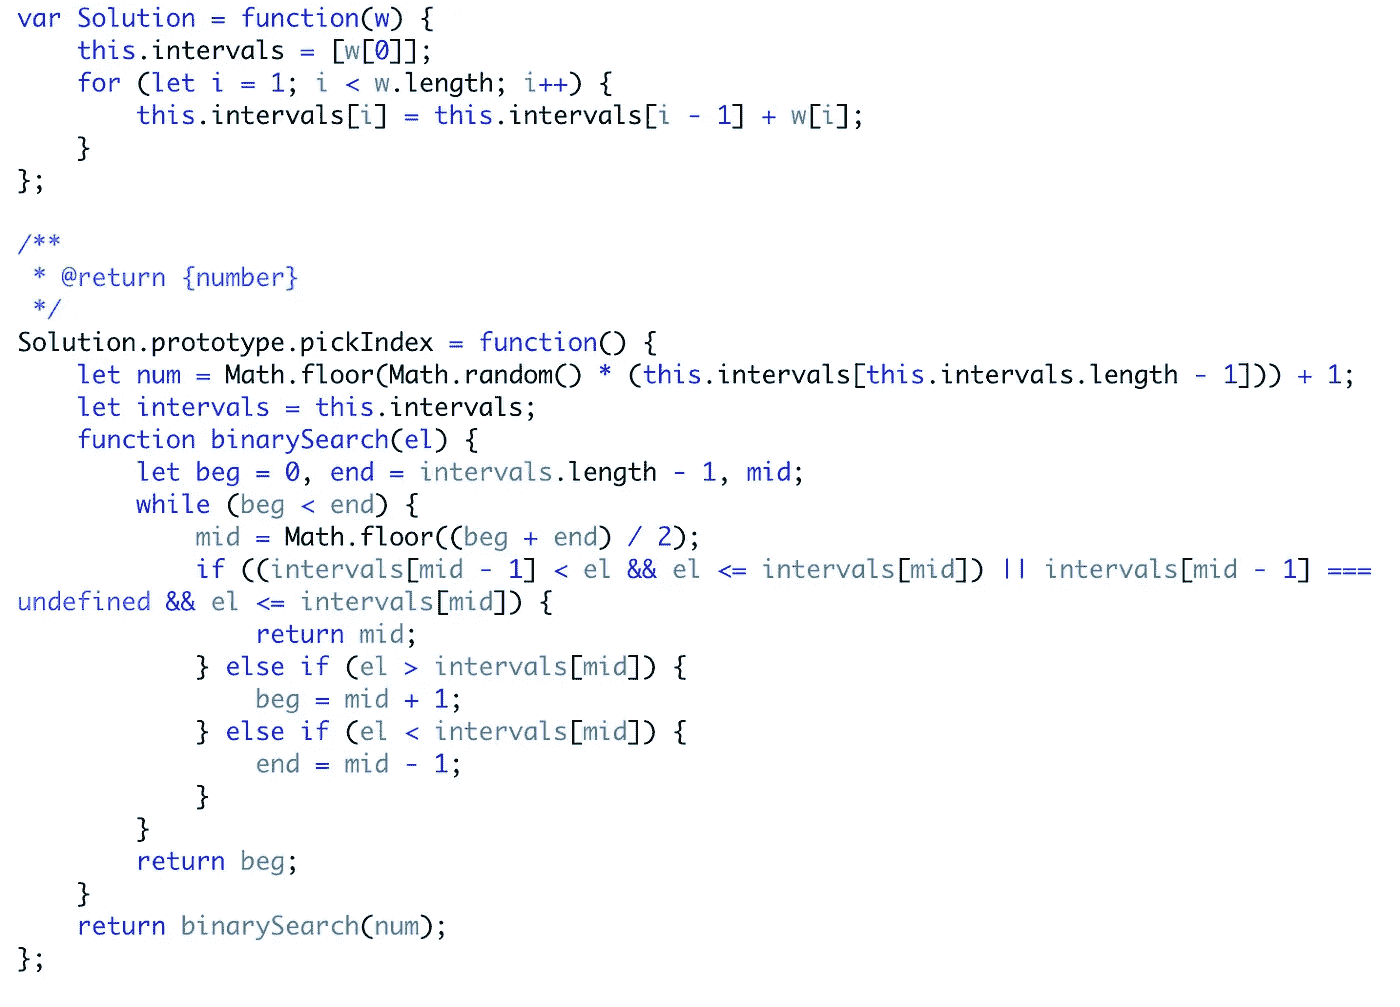 var Solution = function(w) {
    this.intervals = [w[0]];
    for (let i = 1; i < w.length; i++) {
        this.intervals[i] = this.intervals[i - 1] + w[i];
    }
};

/**
 * @return {number}
 */
Solution.prototype.pickIndex = function() {
    let num = Math.floor(Math.random() * (this.intervals[this.intervals.length - 1])) + 1;
    let intervals = this.intervals;
    function binarySearch(el) {
        let beg = 0, end = intervals.length - 1, mid;
        while (beg < end) {
            mid = Math.floor((beg + end) / 2);
            if ((intervals[mid - 1] < el && el <= intervals[mid]) || intervals[mid - 1] ===
undefined && el <= intervals[mid]) {
                return mid;
            } else if (el > intervals[mid]) {
                beg = mid + 1;
            } else if (el < intervals[mid]) {
                end = mid - 1;
            }
        }
        return beg;
    }
    return binarySearch(num);
};